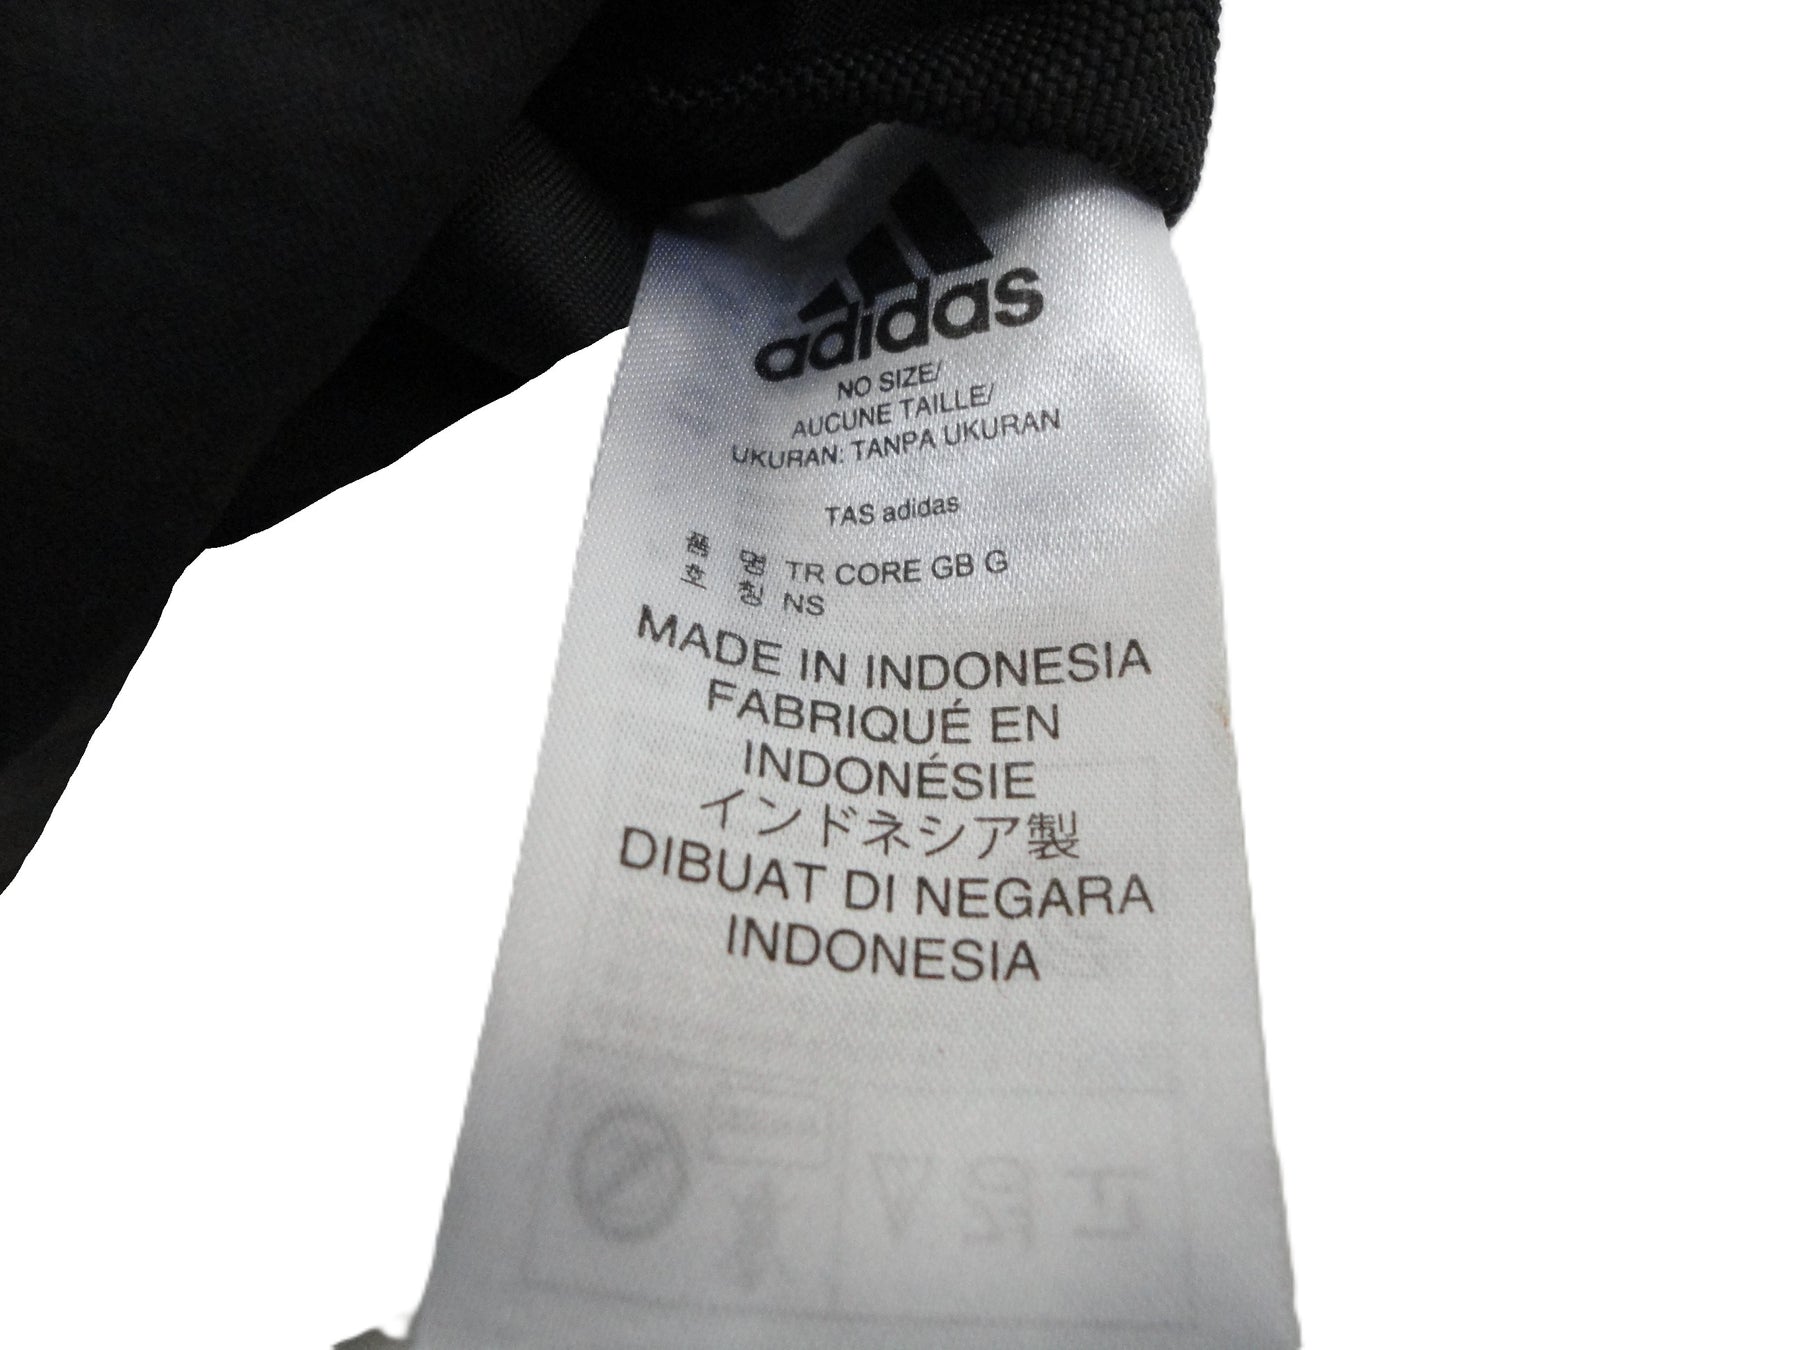 adidas
NO SIZE/
AUCUNE TAILLE/
UKURAN: TANPA UKURAN
TAS adidas
품 명 TR CORE GB G
호 칭 NS
MADE IN INDONESIA
FABRIQUÉ EN
INDONÉSIE
インドネシア製
DIBUAT DI NEGARA
INDONESIA